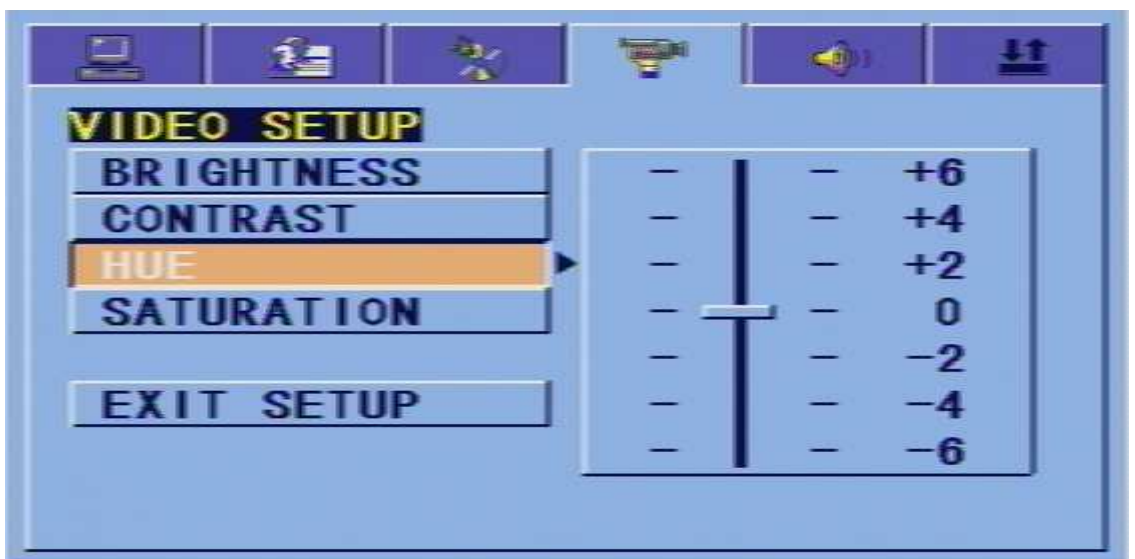 VIDEO SETUP
BRIGHTNESS
CONTRAST
HUE
SATURATION
EXIT SETUP
- - +6
- - +4
- - +2
- - 0
- - -2
- - -4
- - -6